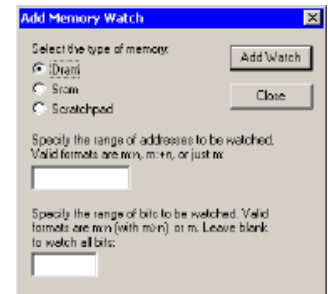 Add Memory Watch
Select the type of memory:
Add Watch
Dram
Sram
Close
Scratchpad
Specify the range of addresses to be watched.
Valid formats are m:n, m:+n, or just m:
Specify the range of bits to be watched. Valid
formats are m:n (with m>n) or m. Leave blank
to watch all bits: